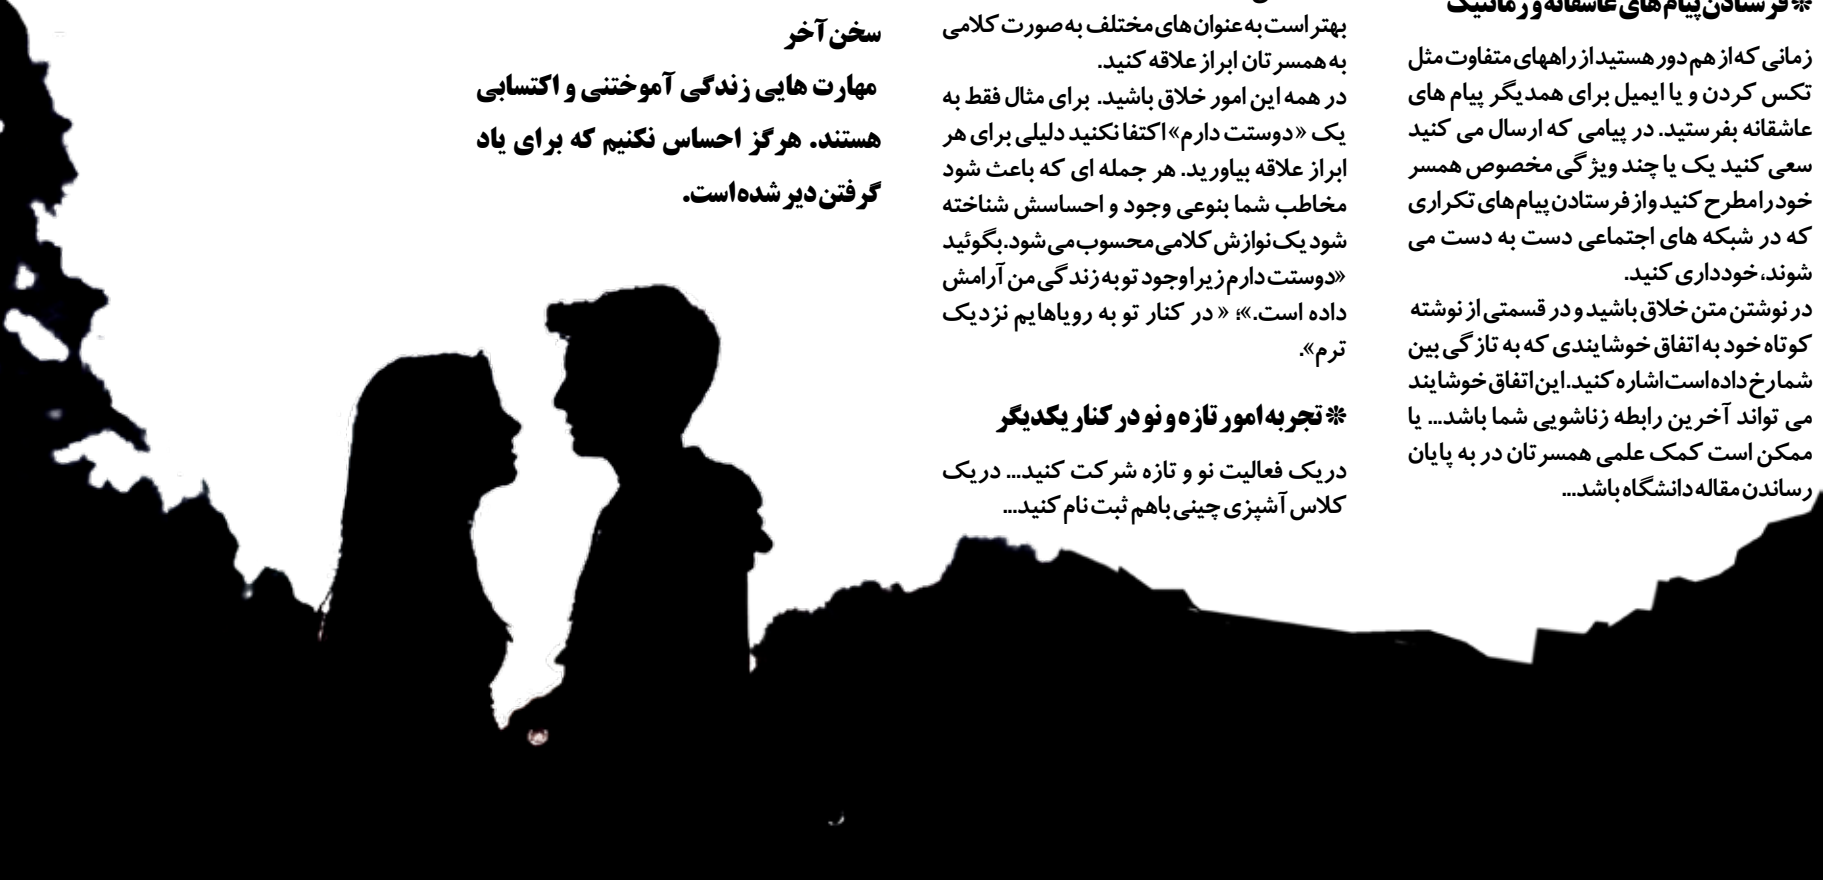 * فرستادن پیام های عاشقانه و رمانتیک
زمانی که از هم دور هستید از راههای متفاوت مثل
تکس کردن و یا ایمیل برای همدیگر پیام های
عاشقانه بفرستید. در پیامی که ارسال می کنید
سعی کنید یک یا چند ویژگی مخصوص همسر
خود را مطرح کنید و از فرستادن پیام های تکراری
که در شبکه های اجتماعی دست به دست می
شوند، خودداری کنید.
در نوشتن متن خلاق باشید و در قسمتی از نوشته
کوتاه خود به اتفاق خوشایندی که به تازگی بین
شما رخ داده است اشاره کنید. این اتفاق خوشایند
می تواند آخرین رابطه زناشویی شما باشد... یا
ممکن است کمک علمی همسرتان در به پایان
رساندن مقاله دانشگاه باشد...
بهتر است به عنوان های مختلف به صورت کلامی
به همسرتان ابراز علاقه کنید.
در همه این امور خلاق باشید. برای مثال فقط به
یک «دوستت دارم» اکتفا نکنید دلیلی برای هر
ابراز علاقه بیاورید. هر جمله ای که باعث شود
مخاطب شما بنوعی وجود و احساسش شناخته
شود یک نوازش کلامی محسوب می شود. بگوئید
«دوستت دارم زیرا وجود تو به زندگی من آرامش
داده است.»؛ « در کنار تو به رویاهایم نزدیک
ترم».
* تجربه امور تازه و نو در کنار یکدیگر
دریک فعالیت نو و تازه شرکت کنید... دریک
کلاس آشپزی چینی باهم ثبت نام کنید...
سخن آخر
مهارت هایی زندگی آموختنی و اکتسابی
هستند. هرگز احساس نکنیم که برای یاد
گرفتن دیر شده است.